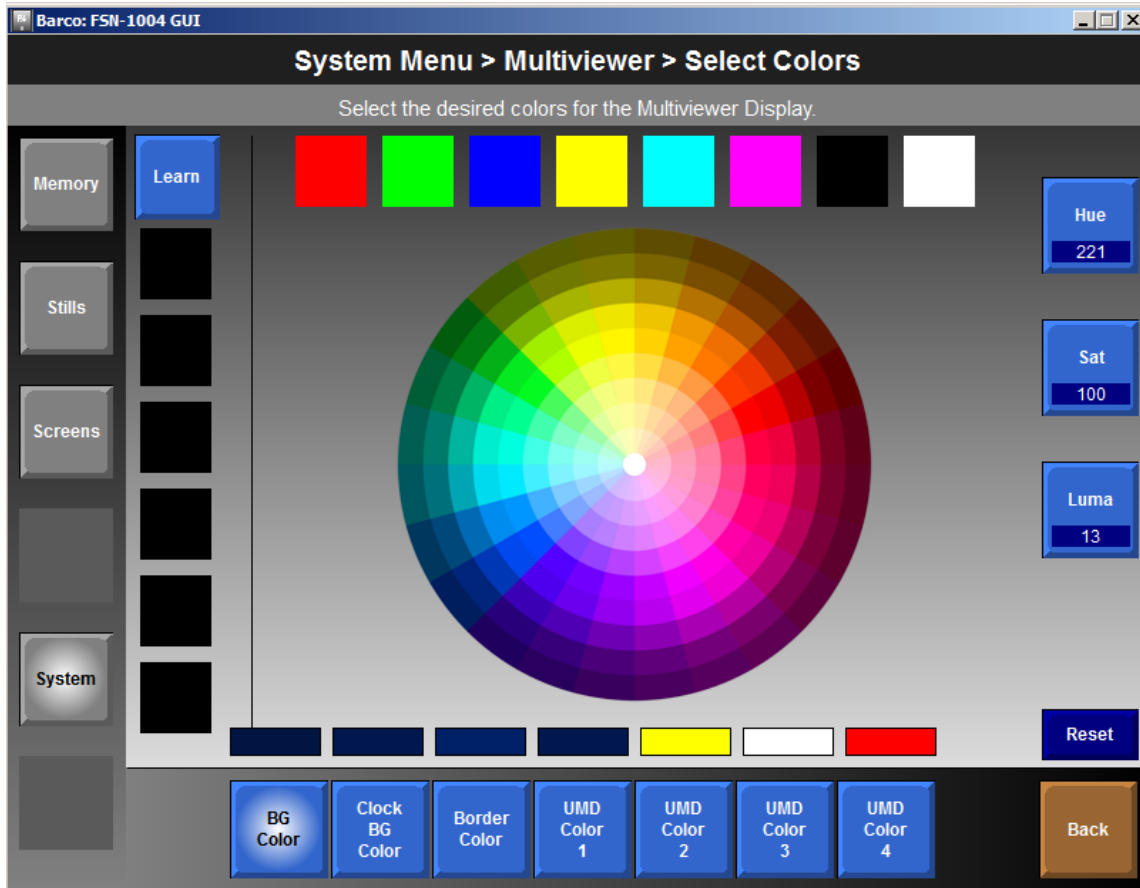 Barco: FSN-1004 GUI
System Menu > Multiviewer > Select Colors
Select the desired colors for the Multiviewer Display.
Memory
Stills
Screens
System
Learn
Hue
221
Sat
100
Luma
13
Reset
BG
Color
Clock
BG
Color
Border
Color
UMD
Color
1
UMD
Color
2
UMD
Color
3
UMD
Color
4
Back